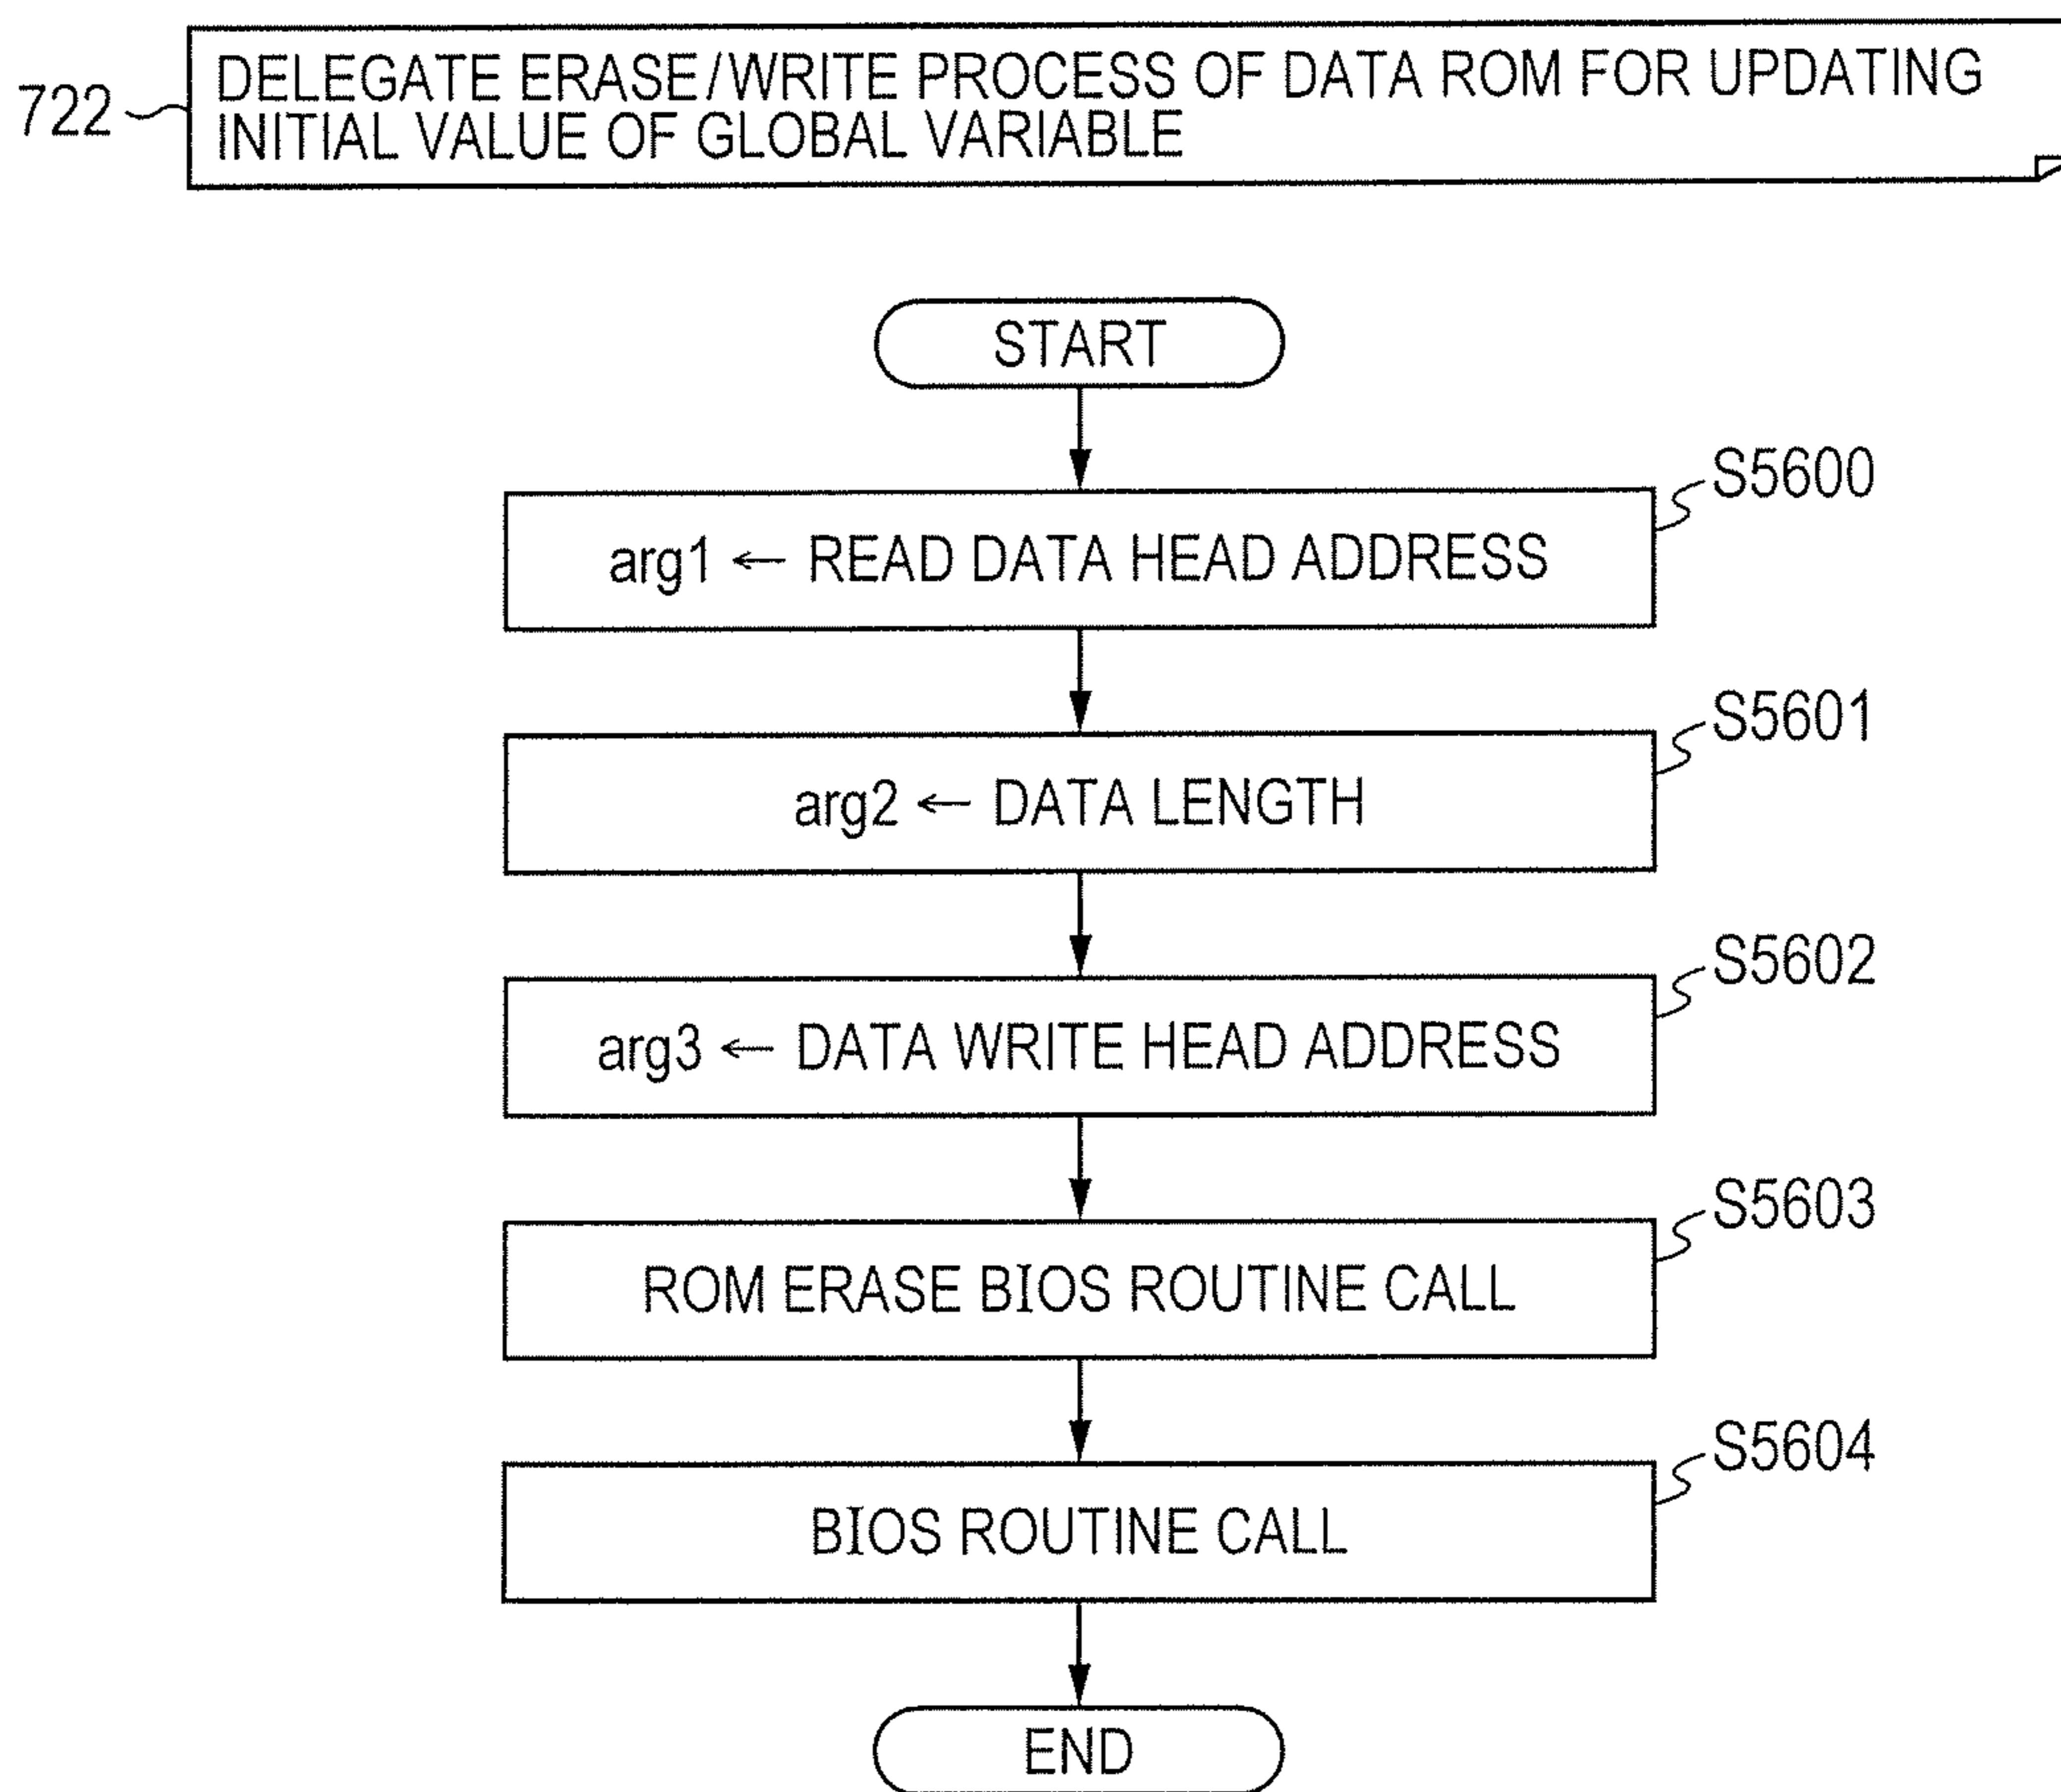 722
DELEGATE ERASE/WRITE PROCESS OF DATA ROM FOR UPDATING
INITIAL VALUE OF GLOBAL VARIABLE
START
S5600
arg1 ← READ DATA HEAD ADDRESS
S5601
arg2 ← DATA LENGTH
S5602
arg3 ← DATA WRITE HEAD ADDRESS
S5603
ROM ERASE BIOS ROUTINE CALL
S5604
BIOS ROUTINE CALL
END